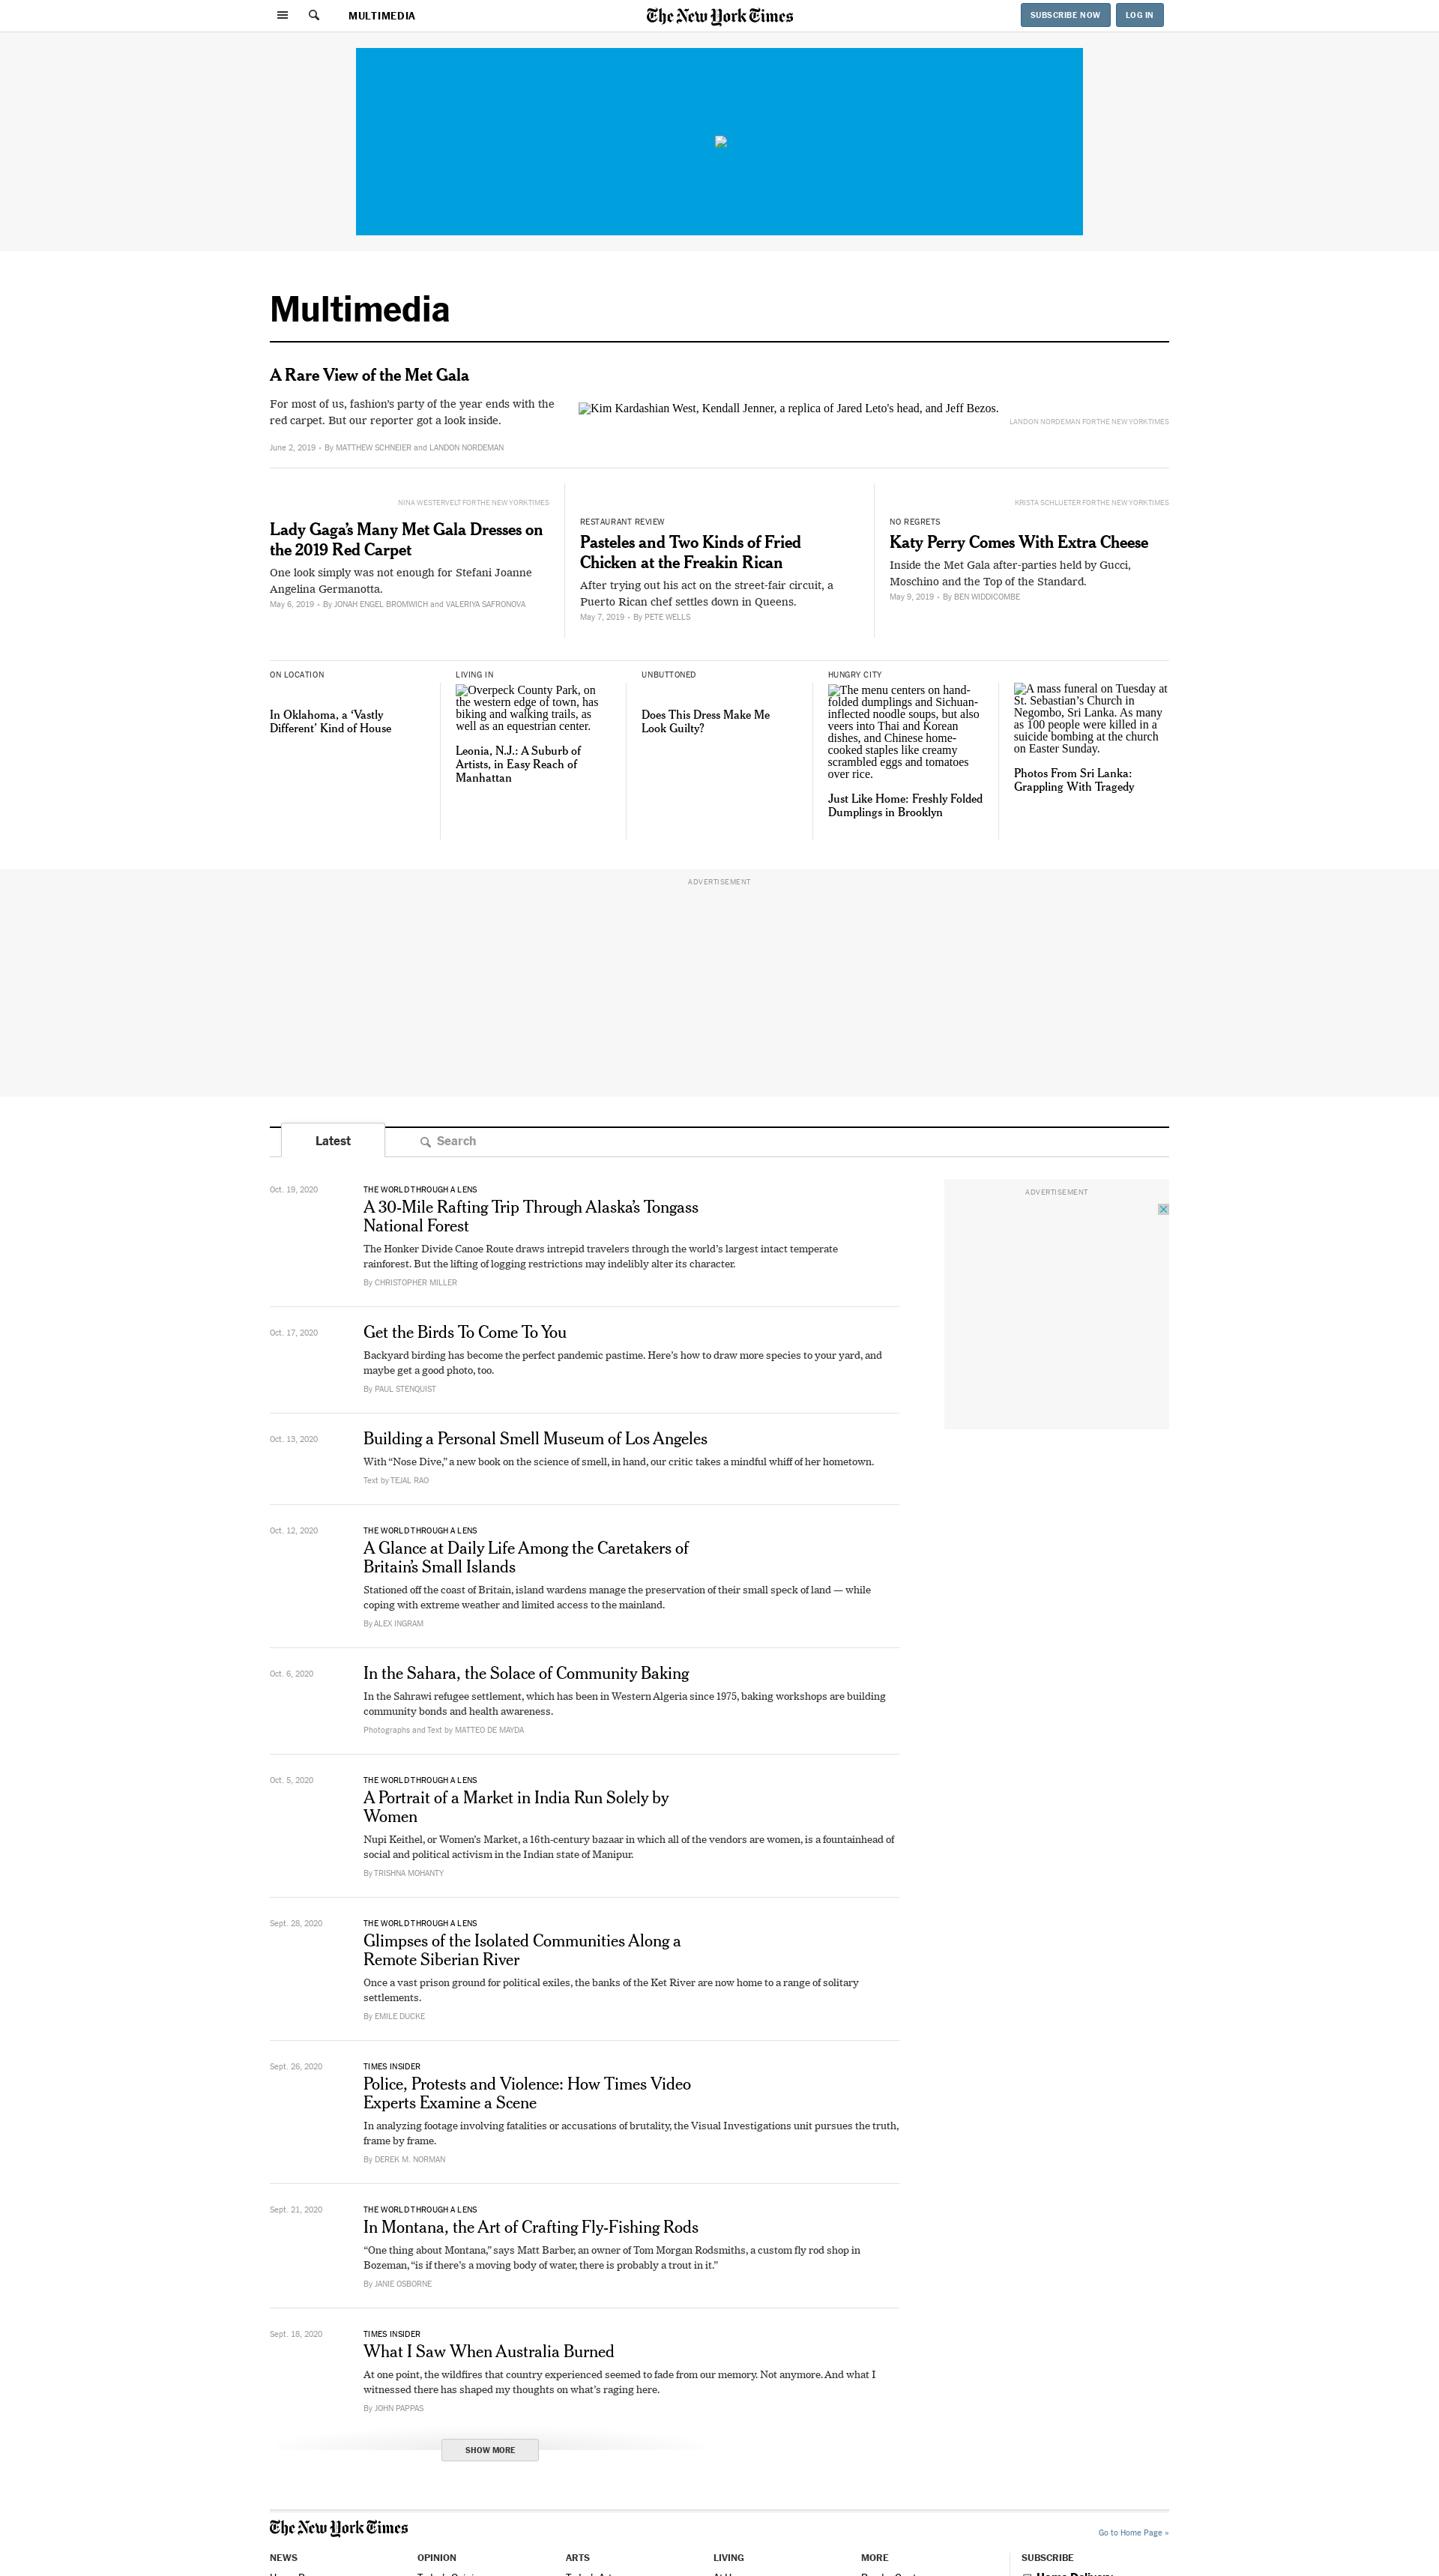 MULTIMEDIA
The New York Times
SUBSCRIBE NOW
LOG IN
Multimedia
A Rare View of the Met Gala
For most of us, fashion's party of the year ends with the
red carpet. But our reporter got a look inside.
June 2, 2019 • By MATTHEW SCHNEIER and LANDON NORDEMAN
Kim Kardashian West, Kendall Jenner, a replica of Jared Leto's head, and Jeff Bezos.
LANDON NORDEMAN FOR THE NEW YORK TIMES
NINA WESTERVELT FOR THE NEW YORK TIMES
Lady Gaga’s Many Met Gala Dresses on
the 2019 Red Carpet
One look simply was not enough for Stefani Joanne
Angelina Germanotta.
May 6, 2019 • By JONAH ENGEL BROMWICH and VALERIYA SAFRONOVA
RESTAURANT REVIEW
Pasteles and Two Kinds of Fried
Chicken at the Freakin Rican
After trying out his act on the street-fair circuit, a
Puerto Rican chef settles down in Queens.
May 7, 2019 • By PETE WELLS
KRISTA SCHLUETER FOR THE NEW YORK TIMES
NO REGRETS
Katy Perry Comes With Extra Cheese
Inside the Met Gala after-parties held by Gucci,
Moschino and the Top of the Standard.
May 9, 2019 • By BEN WIDDICOMBE
ON LOCATION
In Oklahoma, a ‘Vastly
Different’ Kind of House
LIVING IN
Overpeck County Park, on
the western edge of town, has
biking and walking trails, as
well as an equestrian center.
Leonia, N.J.: A Suburb of
Artists, in Easy Reach of
Manhattan
UNBUTTONED
Does This Dress Make Me
Look Guilty?
HUNGRY CITY
The menu centers on hand-
folded dumplings and Sichuan-
inflected noodle soups, but also
veers into Thai and Korean
dishes, and Chinese home-
cooked staples like creamy
scrambled eggs and tomatoes
over rice.
Just Like Home: Freshly Folded
Dumplings in Brooklyn
A mass funeral on Tuesday at
St. Sebastian’s Church in
Negombo, Sri Lanka. As many
as 100 people were killed in a
suicide bombing at the church
on Easter Sunday.
Photos From Sri Lanka:
Grappling With Tragedy
ADVERTISEMENT
Latest
Search
ADVERTISEMENT
Oct. 19, 2020
THE WORLD THROUGH A LENS
A 30-Mile Rafting Trip Through Alaska’s Tongass
National Forest
The Honker Divide Canoe Route draws intrepid travelers through the world’s largest intact temperate
rainforest. But the lifting of logging restrictions may indelibly alter its character.
By CHRISTOPHER MILLER
Oct. 17, 2020
Get the Birds To Come To You
Backyard birding has become the perfect pandemic pastime. Here’s how to draw more species to your yard, and
maybe get a good photo, too.
By PAUL STENQUIST
Oct. 13, 2020
Building a Personal Smell Museum of Los Angeles
With “Nose Dive,” a new book on the science of smell, in hand, our critic takes a mindful whiff of her hometown.
Text by TEJAL RAO
Oct. 12, 2020
THE WORLD THROUGH A LENS
A Glance at Daily Life Among the Caretakers of
Britain’s Small Islands
Stationed off the coast of Britain, island wardens manage the preservation of their small speck of land — while
coping with extreme weather and limited access to the mainland.
By ALEX INGRAM
Oct. 6, 2020
In the Sahara, the Solace of Community Baking
In the Sahrawi refugee settlement, which has been in Western Algeria since 1975, baking workshops are building
community bonds and health awareness.
Photographs and Text by MATTEO DE MAYDA
Oct. 5, 2020
THE WORLD THROUGH A LENS
A Portrait of a Market in India Run Solely by
Women
Nupi Keithel, or Women’s Market, a 16th-century bazaar in which all of the vendors are women, is a fountainhead of
social and political activism in the Indian state of Manipur.
By TRISHNA MOHANTY
Sept. 28, 2020
THE WORLD THROUGH A LENS
Glimpses of the Isolated Communities Along a
Remote Siberian River
Once a vast prison ground for political exiles, the banks of the Ket River are now home to a range of solitary
settlements.
By EMILE DUCKE
Sept. 26, 2020
TIMES INSIDER
Police, Protests and Violence: How Times Video
Experts Examine a Scene
In analyzing footage involving fatalities or accusations of brutality, the Visual Investigations unit pursues the truth,
frame by frame.
By DEREK M. NORMAN
Sept. 21, 2020
THE WORLD THROUGH A LENS
In Montana, the Art of Crafting Fly-Fishing Rods
“One thing about Montana,” says Matt Barber, an owner of Tom Morgan Rodsmiths, a custom fly rod shop in
Bozeman, “is if there’s a moving body of water, there is probably a trout in it.”
By JANIE OSBORNE
Sept. 18, 2020
TIMES INSIDER
What I Saw When Australia Burned
At one point, the wildfires that country experienced seemed to fade from our memory. Not anymore. And what I
witnessed there has shaped my thoughts on what’s raging here.
By JOHN PAPPAS
SHOW MORE
The New York Times
Go to Home Page »
NEWS
OPINION
ARTS
LIVING
MORE
SUBSCRIBE